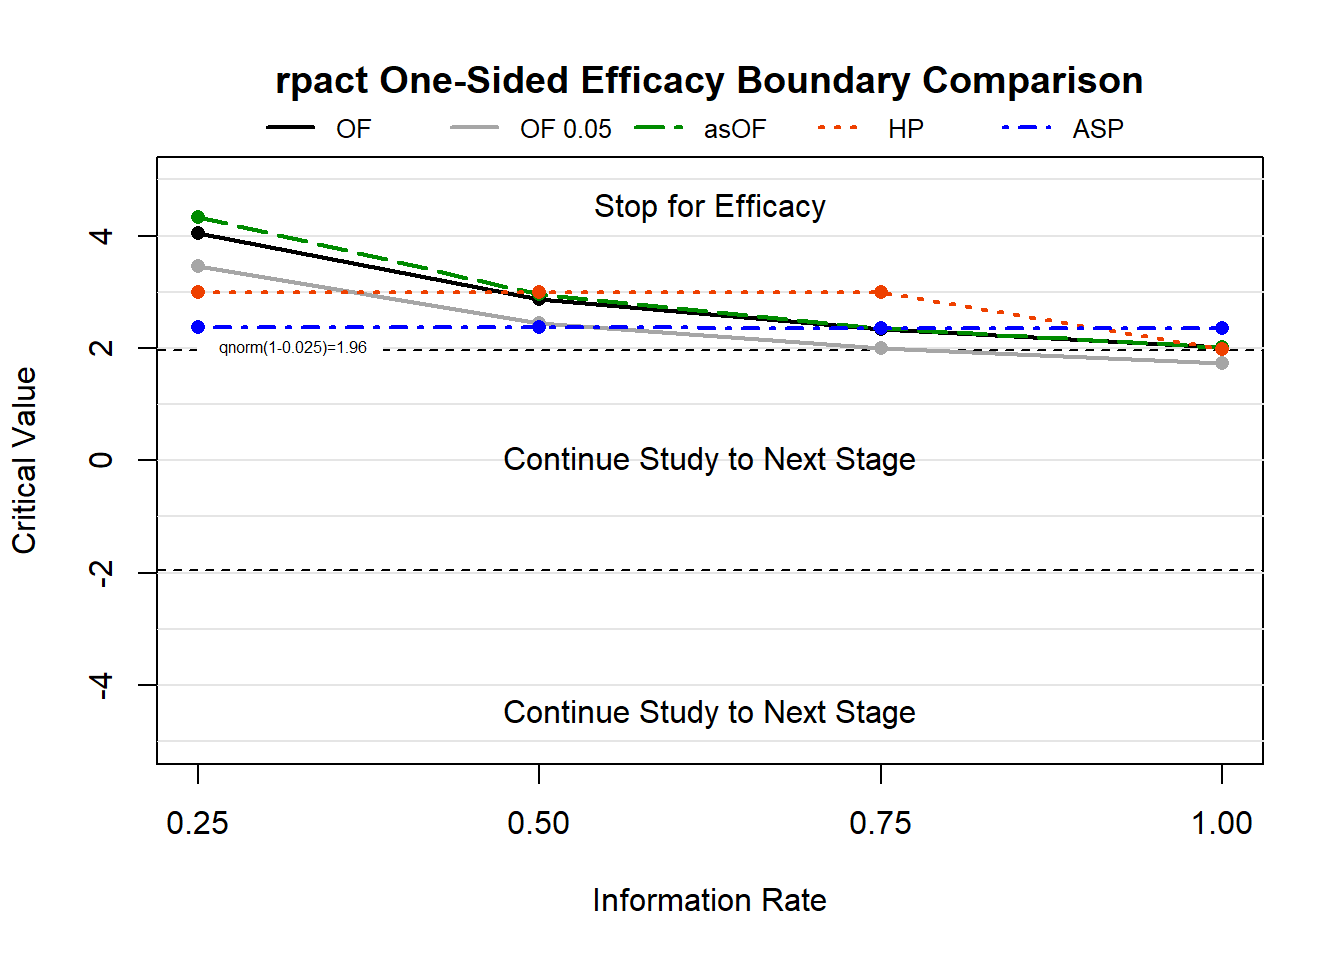 rpact One-Sided Efficacy Boundary Comparison
OF OF 0.05 asOF HP ASP
Stop for Efficacy
4
qnorm(1-0.025)=1.96
2
Critical Value
0
Continue Study to Next Stage
-2
-4
Continue Study to Next Stage
0.25 0.50 0.75 1.00
Information Rate